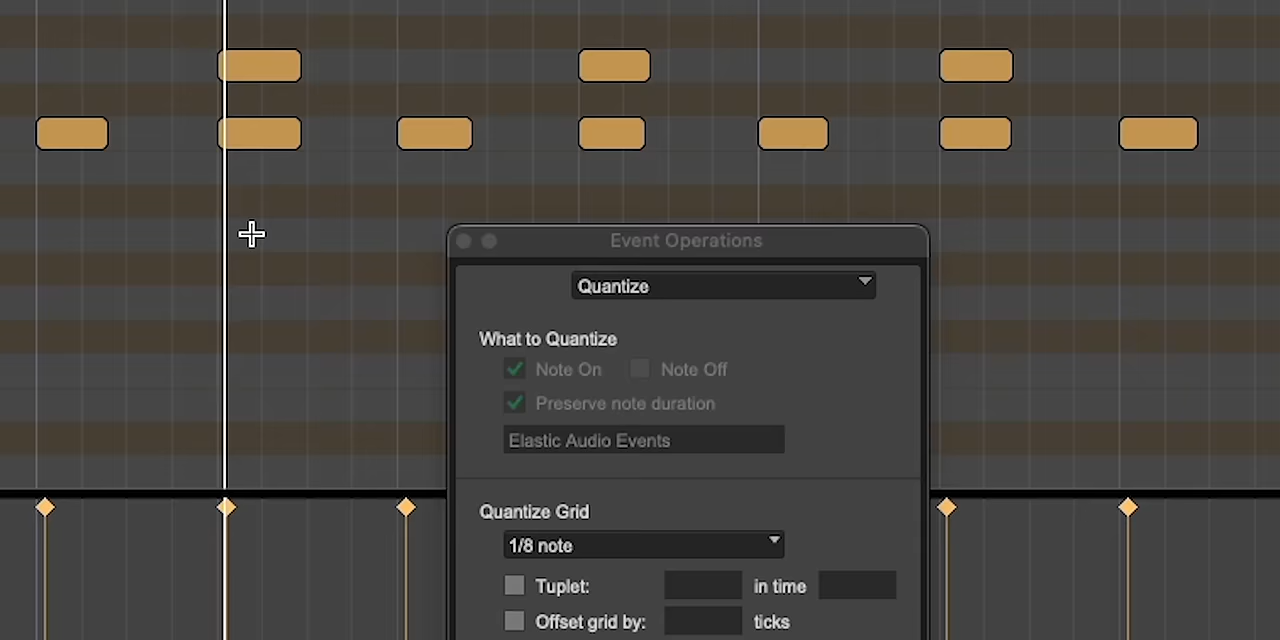 Event Operations
Quantize
What to Quantize
Note On Note Off
Preserve note duration
Elastic Audio Events
Quantize Grid
1/8 note
Tuplet: in time
Offset grid by: ticks